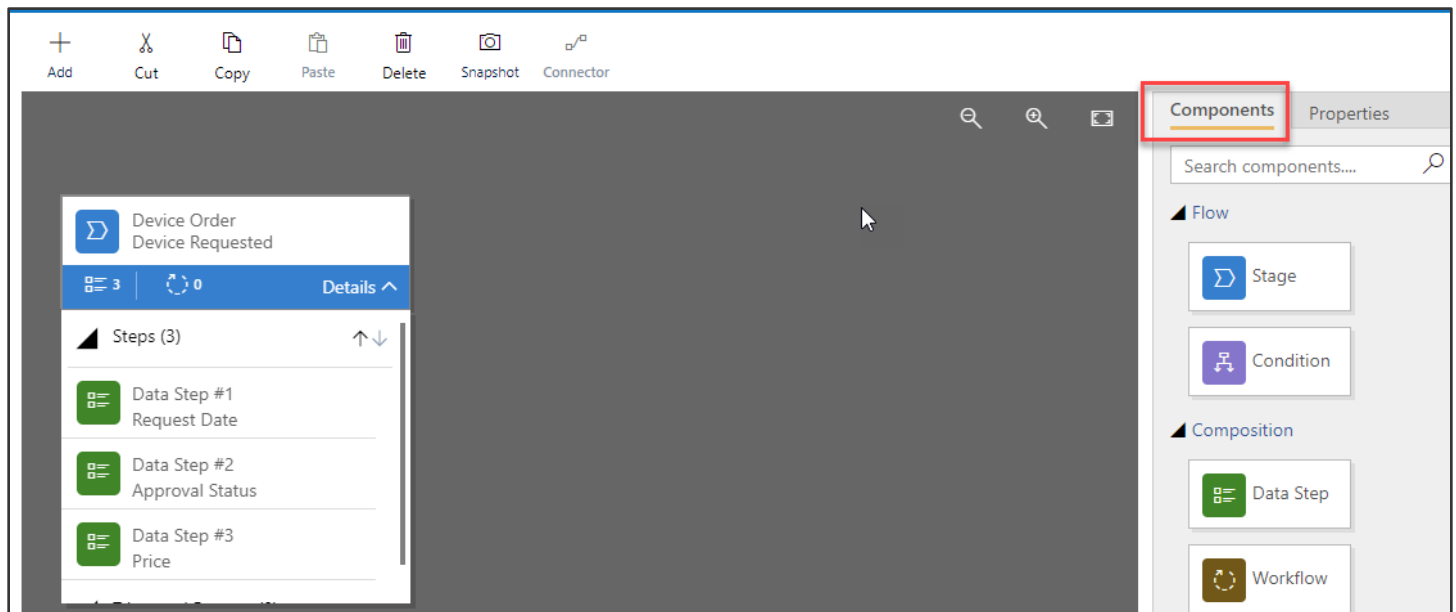 Add
Cut
Copy
Paste
Delete
Snapshot
Connector
Components
Properties
Search components....
Device Order
Device Requested
3
0
Details
Steps (3)
Data Step #1
Request Date
Data Step #2
Approval Status
Data Step #3
Price
Flow
Stage
Condition
Composition
Data Step
Workflow